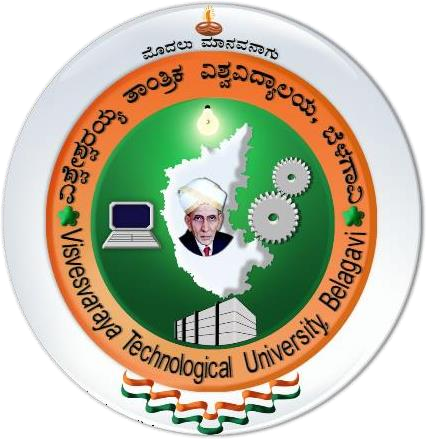 ಮೊದಲು ಮಾನವನಾಗು
ವಿಶ್ವೇಶ್ವರಯ್ಯ ತಾಂತ್ರಿಕ ವಿಶ್ವವಿದ್ಯಾಲಯ, ಬೆಳಗಾವಿ
Visvesvaraya Technological University, Belagavi